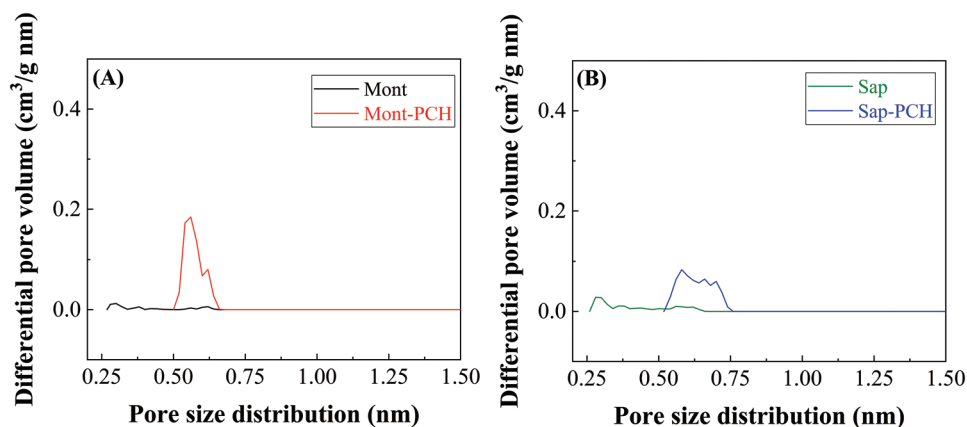 (A)
Mont
Mont-PCH
Differential pore volume (cm³/g nm)
0.4
0.2
0.0
0.25 0.50 0.75 1.00 1.25 1.50
Pore size distribution (nm)
(B)
Sap
Sap-PCH
Differential pore volume (cm³/g nm)
0.4
0.2
0.0
0.25 0.50 0.75 1.00 1.25 1.50
Pore size distribution (nm)